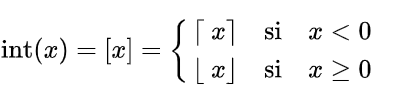 int(x) = [x] = { ⌈ x⌉ si x < 0
⌊ x⌋ si x ≥ 0